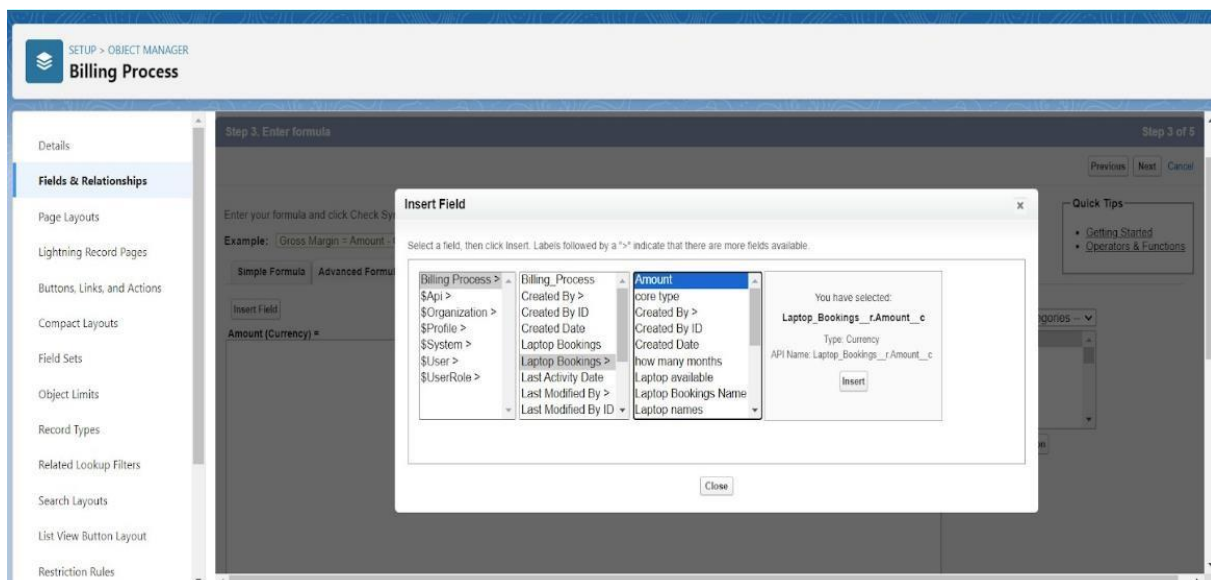 SETUP > OBJECT MANAGER
Billing Process
Details
Fields & Relationships
Page Layouts
Lightning Record Pages
Buttons, Links, and Actions
Compact Layouts
Field Sets
Object Limits
Record Types
Related Lookup Filters
Search Layouts
List View Button Layout
Restriction Rules
Step 3. Enter formula
Step 3 of 5
Previous Next Cancel
Enter your formula and click Check
Example: Gross Margin = Amount -
Simple Formula Advanced
Insert Field
Amount (Currency) =
Quick Tips
• Getting Started
• Operators & Functions
Insert Field
x
Select a field, then click Insert. Labels followed by a ">" indicate that there are more fields available.
Billing Process >
$Api >
$Organization >
$Profile >
$System >
$User >
$UserRole >
Billing_Process
Created By >
Created By ID
Created Date
Laptop Bookings
Laptop Bookings >
Last Activity Date
Last Modified By >
Last Modified By ID
Amount
core type
Created By >
Created By ID
Created Date
how many months
Laptop available
Laptop Bookings Name
Laptop names
You have selected:
Laptop_Bookings__r.Amount__c
Type: Currency
API Name: Laptop_Bookings__r.Amount__c
Insert
Close